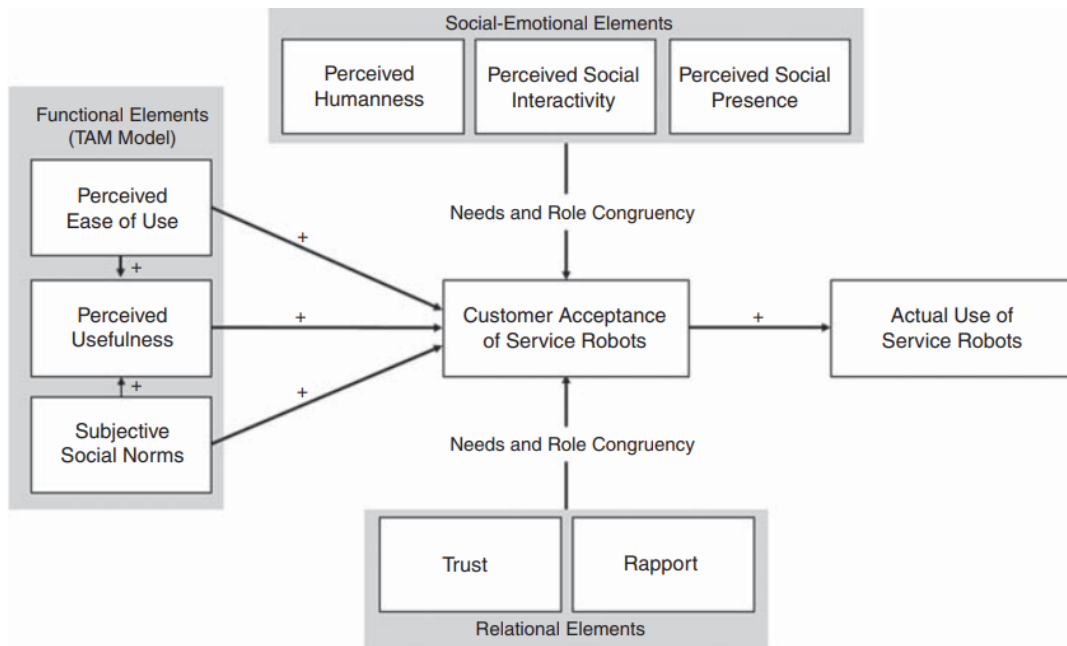 Social-Emotional Elements
Perceived
Humanness
Perceived Social
Interactivity
Perceived Social
Presence
Functional Elements
(TAM Model)
Perceived
Ease of Use
+
Perceived
Usefulness
+
Subjective
Social Norms
+
+
+
Needs and Role Congruency
Customer Acceptance
of Service Robots
+
Actual Use of
Service Robots
Needs and Role Congruency
Trust
Rapport
Relational Elements